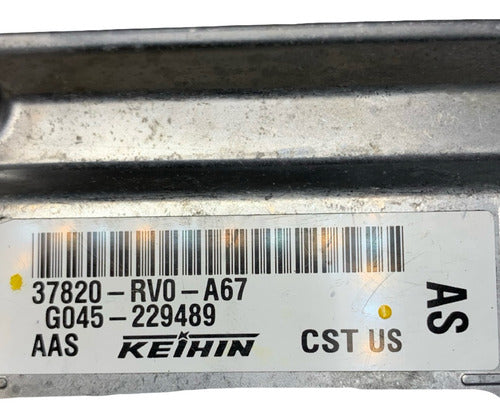 37820-RV0-A67
G045-229489
AAS KEIHIN CST US
AS